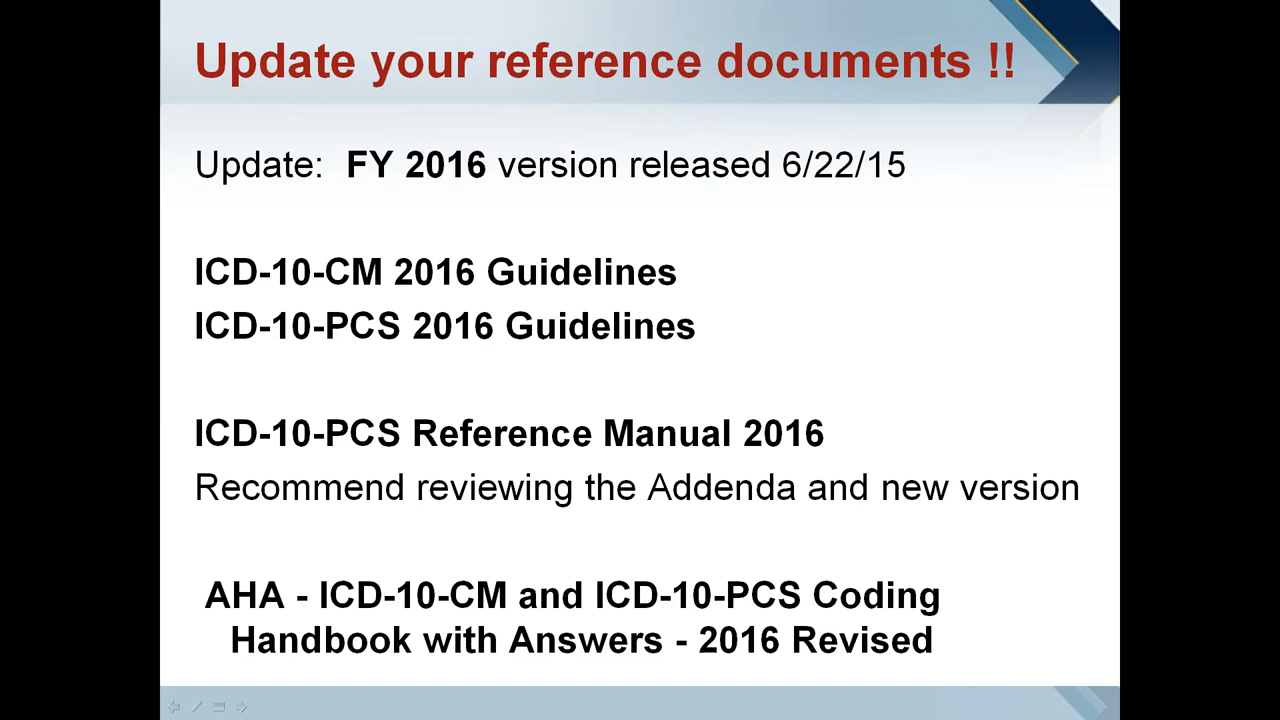 Update your reference documents !!
Update: FY 2016 version released 6/22/15
ICD-10-CM 2016 Guidelines
ICD-10-PCS 2016 Guidelines
ICD-10-PCS Reference Manual 2016
Recommend reviewing the Addenda and new version
AHA - ICD-10-CM and ICD-10-PCS Coding
Handbook with Answers - 2016 Revised